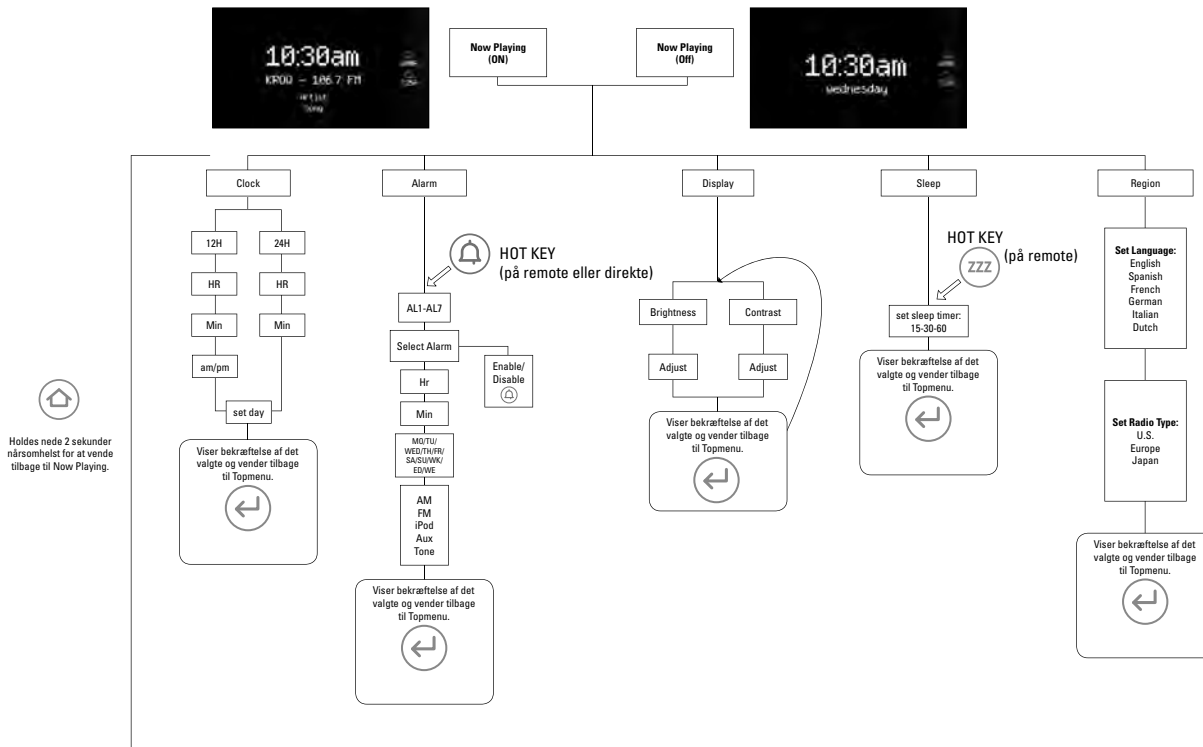 10:30am
KROQ - 106.7 FM
Artist
Song
Now Playing
(ON)
Now Playing
(Off)
10:30am
wednesday
Clock
Alarm
Display
Sleep
Region
12H
24H
HR
HR
Min
Min
am/pm
set day
Viser bekræftelse af det
valgte og vender tilbage
til Topmenu.
HOT KEY
(på remote eller direkte)
AL1-AL7
Select Alarm
Enable/
Disable
Hr
Min
MO/TU/
WED/TH/FR/
SA/SU/WK/
ED/WE
AM
FM
iPod
Aux
Tone
Viser bekræftelse af det
valgte og vender tilbage
til Topmenu.
Brightness
Contrast
Adjust
Adjust
Viser bekræftelse af det
valgte og vender tilbage
til Topmenu.
HOT KEY
(på remote)
ZZZ
set sleep timer:
15-30-60
Viser bekræftelse af det
valgte og vender tilbage
til Topmenu.
Set Language:
English
Spanish
French
German
Italian
Dutch
Set Radio Type:
U.S.
Europe
Japan
Viser bekræftelse af det
valgte og vender tilbage
til Topmenu.
Holdes nede 2 sekunder
nårsomhelst for at vende
tilbage til Now Playing.